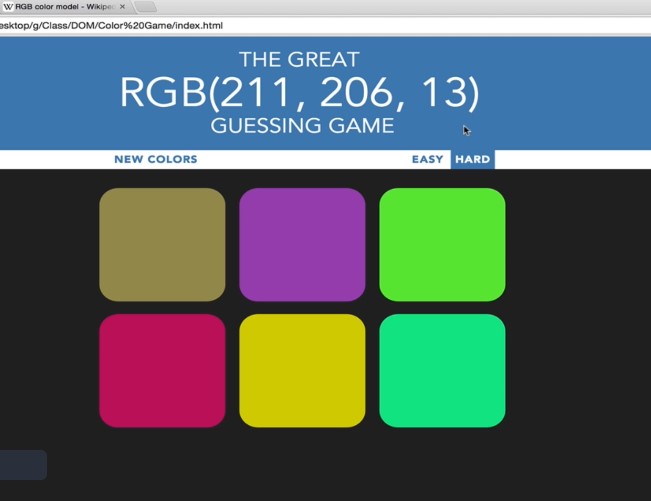 RGB color model - Wikiped
esktop/g/Class/DOM/Color%20Game/index.html
THE GREAT
RGB(211, 206, 13)
GUESSING GAME
NEW COLORS EASY HARD